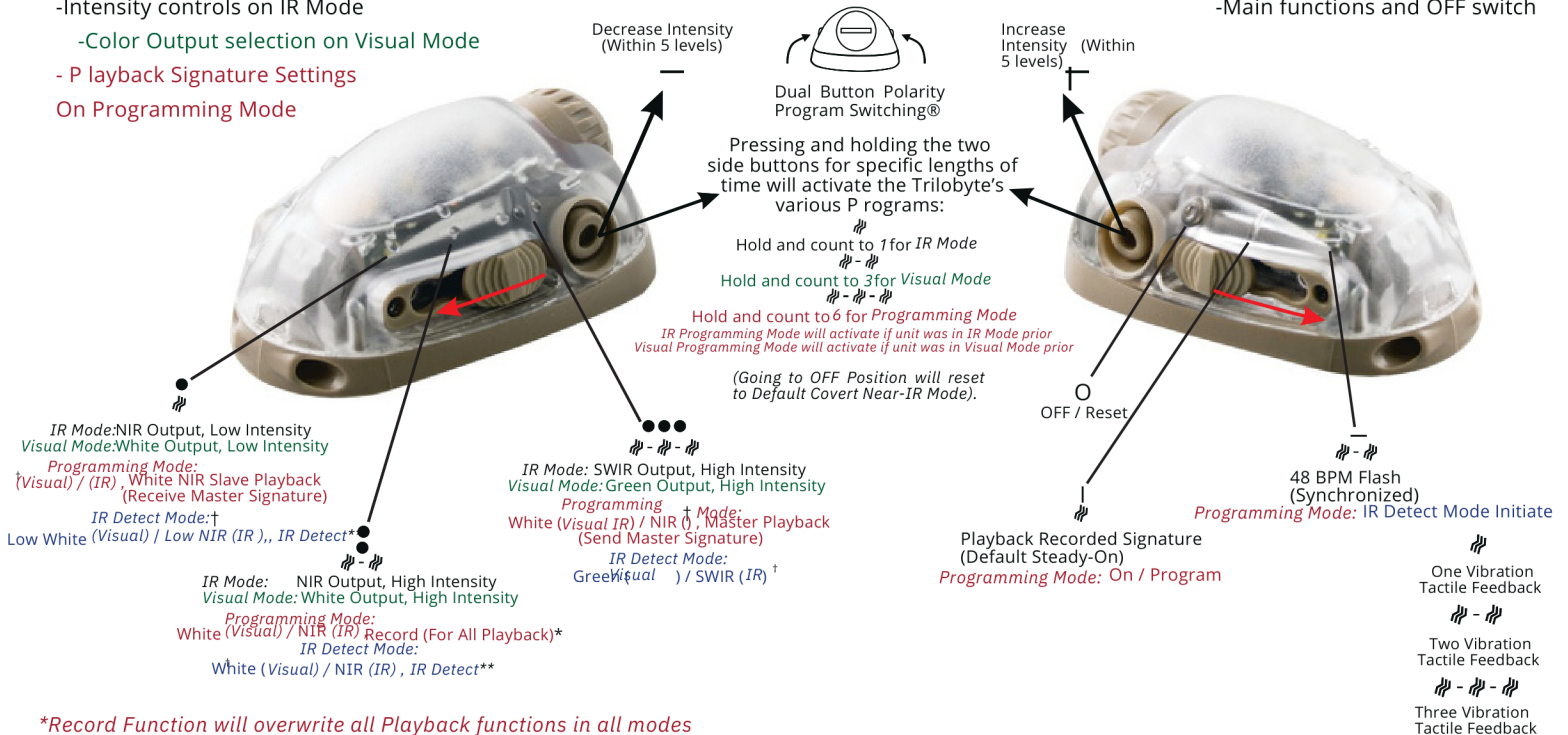 -Intensity controls on IR Mode
-Color Output selection on Visual Mode
- P layback Signature Settings
On Programming Mode
Decrease Intensity
(Within 5 levels)
Dual Button Polarity
Program Switching®
Increase
Intensity (Within
5 levels)
-Main functions and OFF switch
Pressing and holding the two
side buttons for specific lengths of
time will activate the Trilobyte's
various P rograms:
Hold and count to 1 for IR Mode
Hold and count to 3 for Visual Mode
Hold and count to 6 for Programming Mode
IR Programming Mode will activate if unit was in IR Mode prior
Visual Programming Mode will activate if unit was in Visual Mode prior
(Going to OFF Position will reset
to Default Covert Near-IR Mode).
IR Mode: NIR Output, Low Intensity
Visual Mode: White Output, Low Intensity
Programming Mode:
† (Visual) / (IR) , White NIR Slave Playback
(Receive Master Signature)
IR Detect Mode: †
Low White (Visual) / Low NIR (IR ),, IR Detect**
IR Mode: NIR Output, High Intensity
Visual Mode: White Output, High Intensity
Programming Mode:
White (Visual) / NIR (IR) , Record (For All Playback)*
IR Detect Mode:
†
White (Visual) / NIR (IR) , IR Detect**
IR Mode: SWIR Output, High Intensity
Visual Mode: Green Output, High Intensity
Programming † Mode:
White (Visual IR) / NIR () , Master Playback
(Send Master Signature)
IR Detect Mode:
Green (Visual ) / SWIR (IR) †
O
OFF / Reset
Playback Recorded Signature
(Default Steady-On)
Programming Mode: On / Program
48 BPM Flash
(Synchronized)
Programming Mode: IR Detect Mode Initiate
One Vibration
Tactile Feedback
Two Vibration
Tactile Feedback
Three Vibration
Tactile Feedback
*Record Function will overwrite all Playback functions in all modes